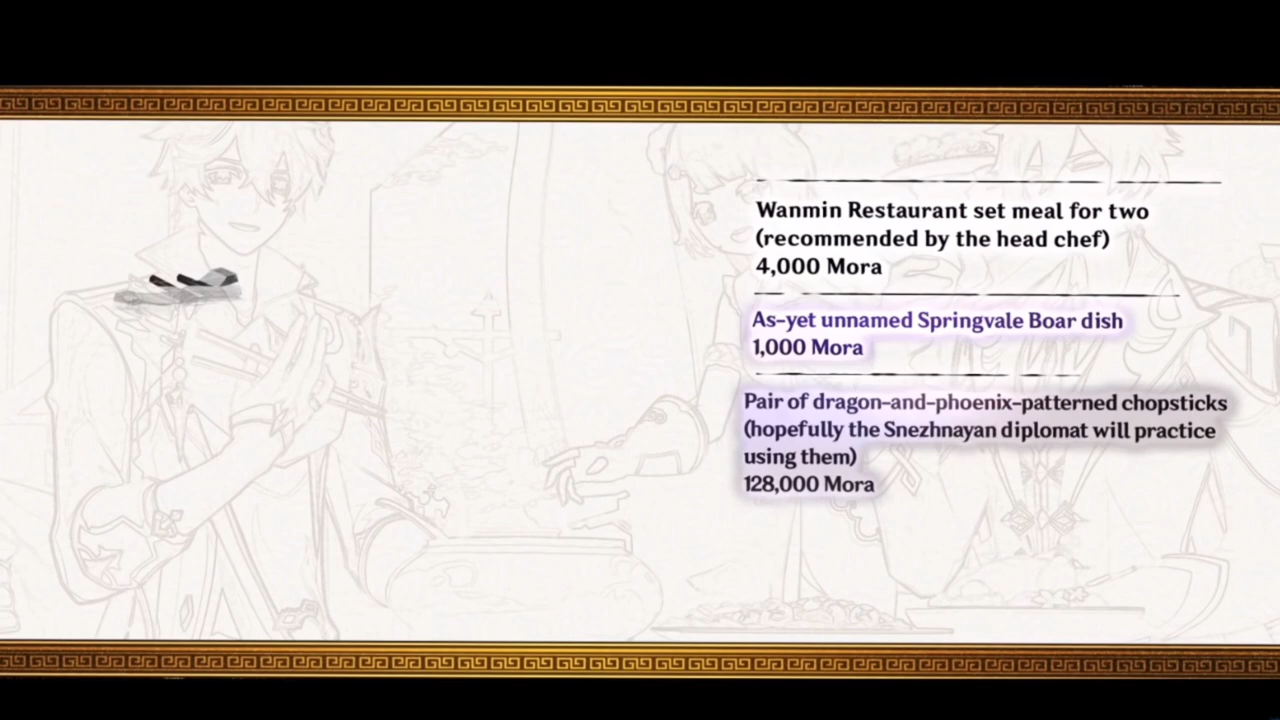 Wanmin Restaurant set meal for two
(recommended by the head chef)
4,000 Mora
As-yet unnamed Springvale Boar dish
1,000 Mora
Pair of dragon-and-phoenix-patterned chopsticks
(hopefully the Snezhnayan diplomat will practice
using them)
128,000 Mora